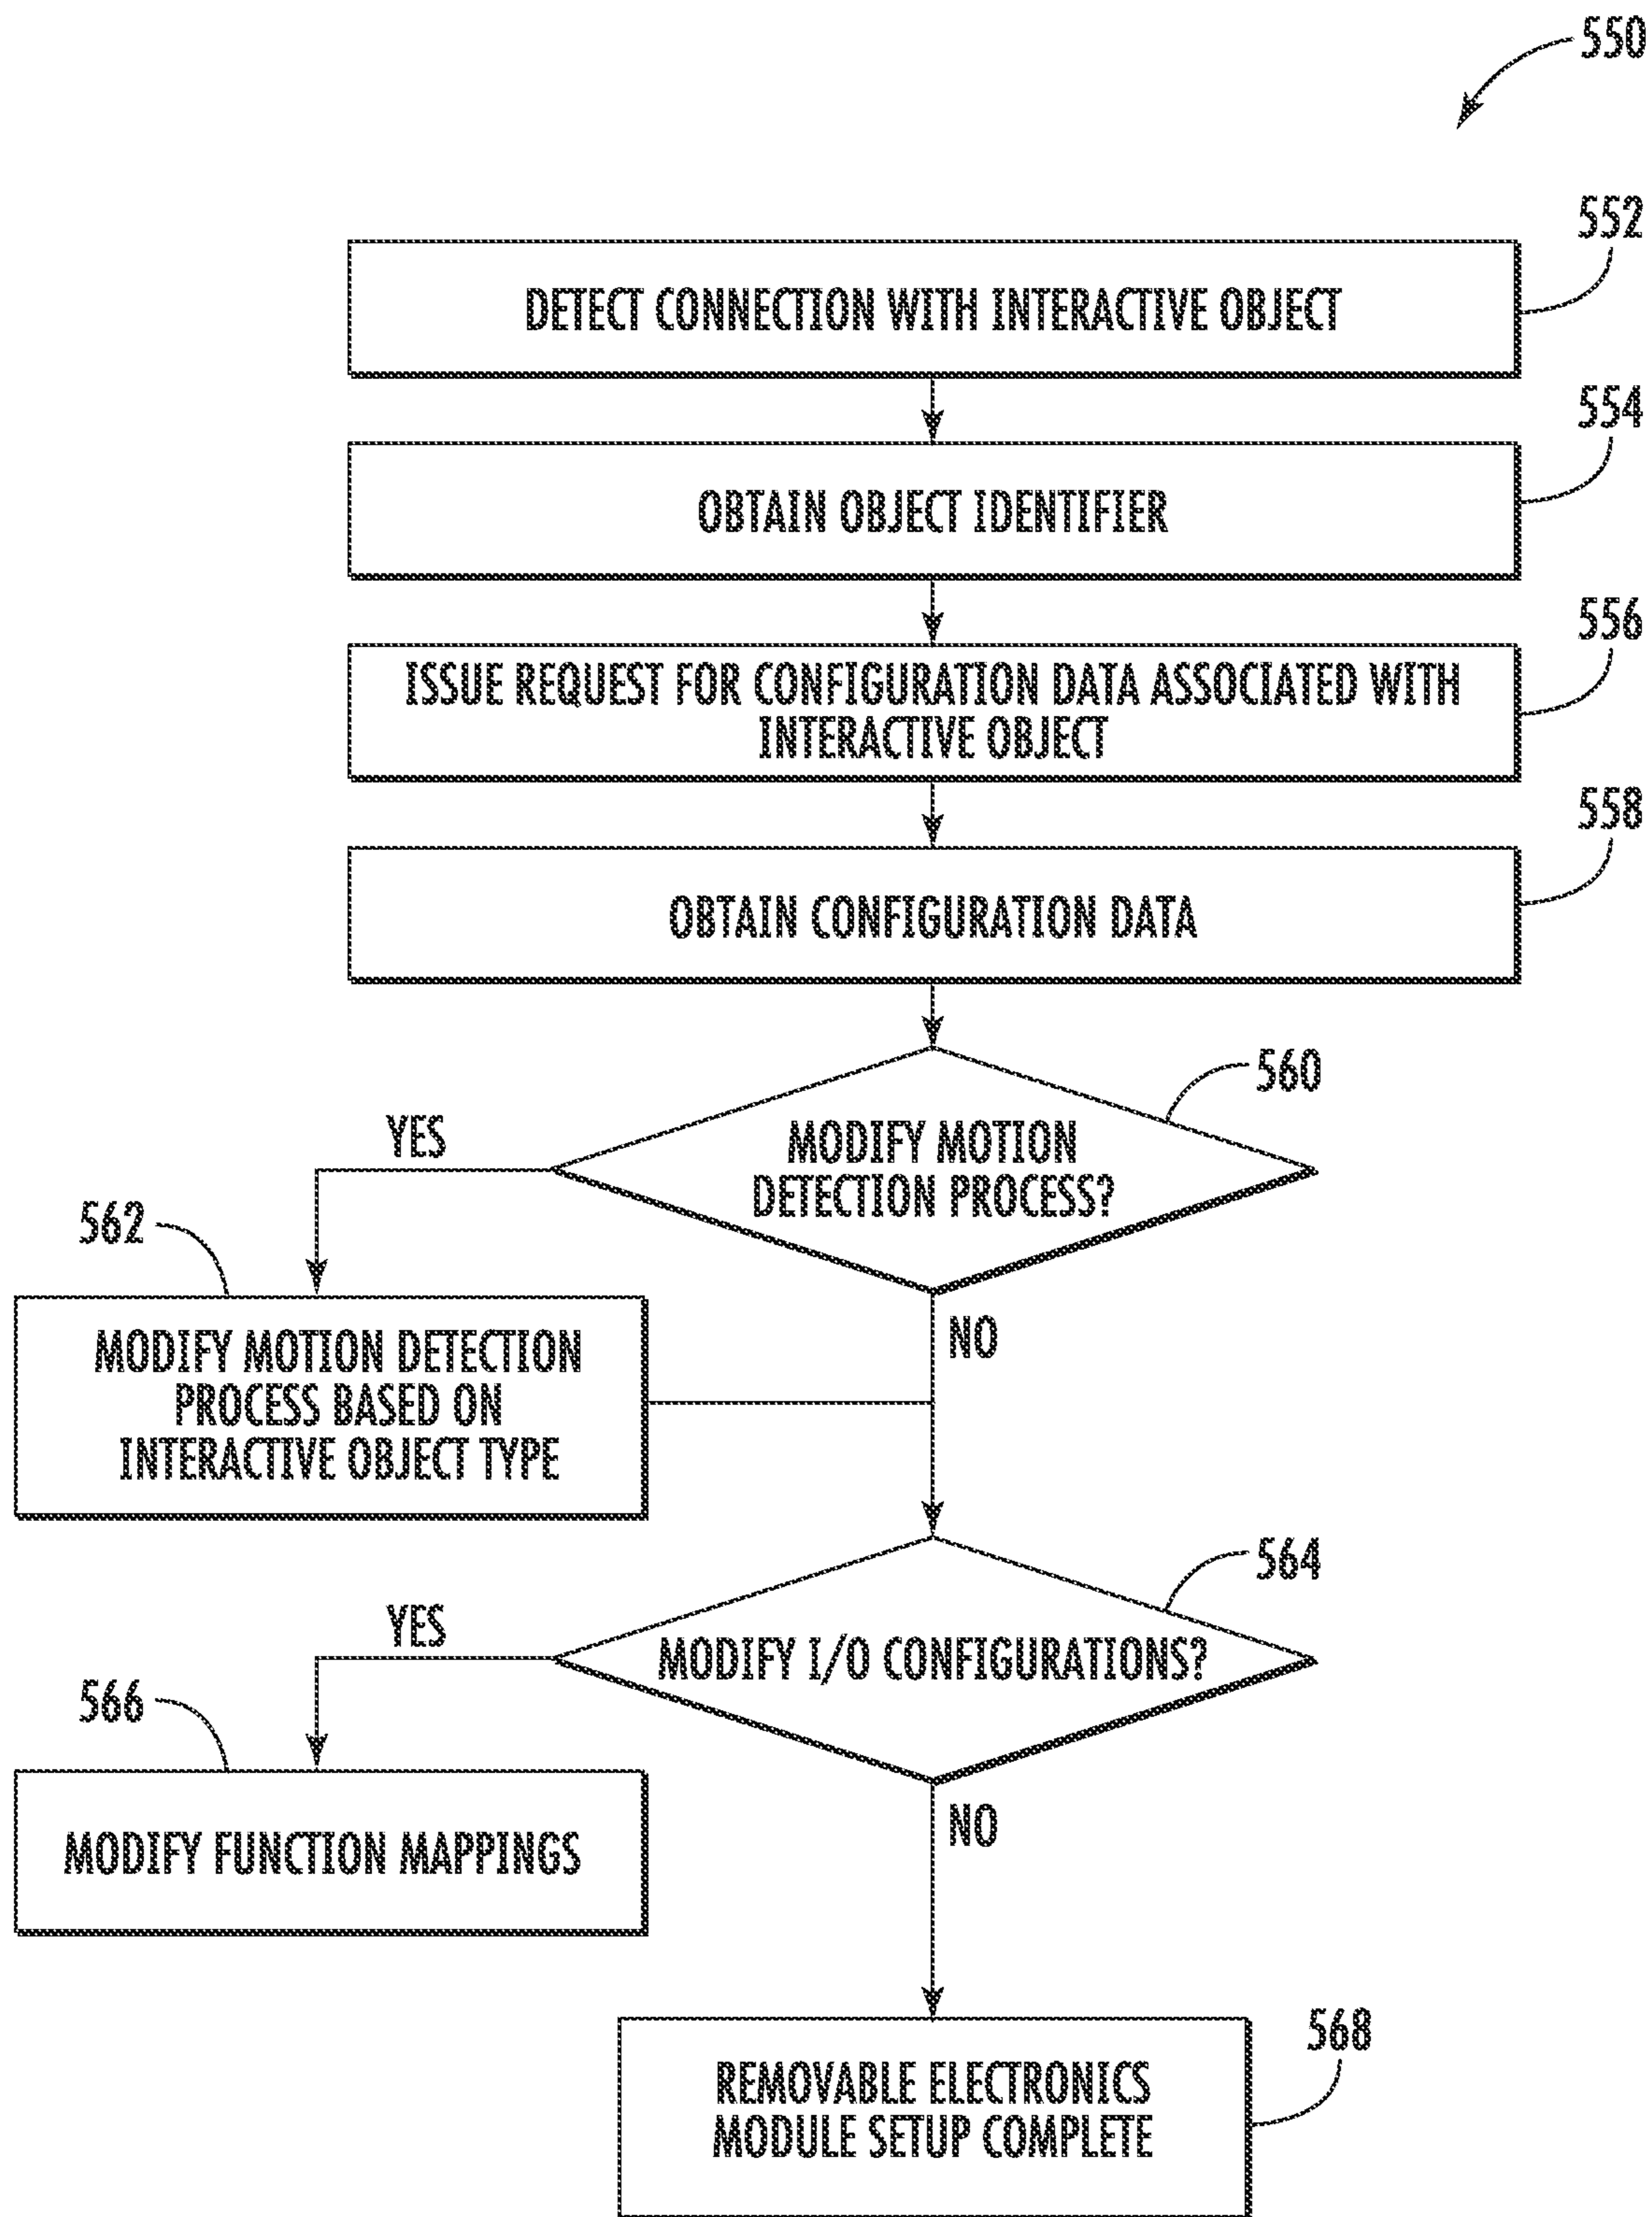 550
552
DETECT CONNECTION WITH INTERACTIVE OBJECT
554
OBTAIN OBJECT IDENTIFIER
556
ISSUE REQUEST FOR CONFIGURATION DATA ASSOCIATED WITH
INTERACTIVE OBJECT
558
OBTAIN CONFIGURATION DATA
560
YES
MODIFY MOTION
DETECTION PROCESS?
562
NO
MODIFY MOTION DETECTION
PROCESS BASED ON
INTERACTIVE OBJECT TYPE
564
YES
MODIFY I/O CONFIGURATIONS?
566
NO
MODIFY FUNCTION MAPPINGS
568
REMOVABLE ELECTRONICS
MODULE SETUP COMPLETE